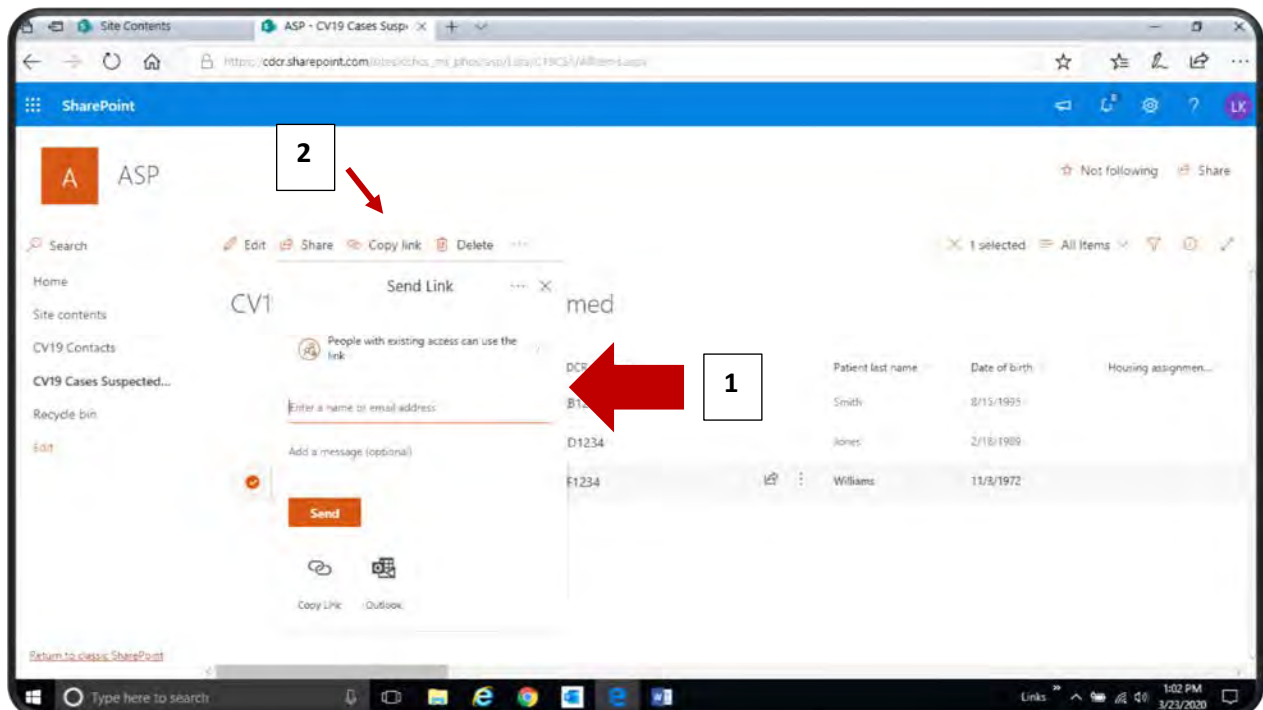 Site Contents
ASP - CV19 Cases Susp
cdcr.sharepoint.com
SharePoint
LK
2
A
ASP
Not following
Share
Search
Edit
Share
Copy link
Delete
1 selected
All Items
Home
Send Link
CV1
med
Site contents
People with existing access can use the
link
CV19 Contacts
Patient last name
Date of birth
Housing assignmen...
CV19 Cases Suspected...
1
Enter a name or email address
Smith
8/15/1995
Recycle bin
D1234
Jones
2/18/1989
Edit
Add a message (optional)
F1234
Williams
11/3/1972
Send
Copy Link
Outlook
Return to classic SharePoint
Type here to search
Links
1:02 PM
3/23/2020